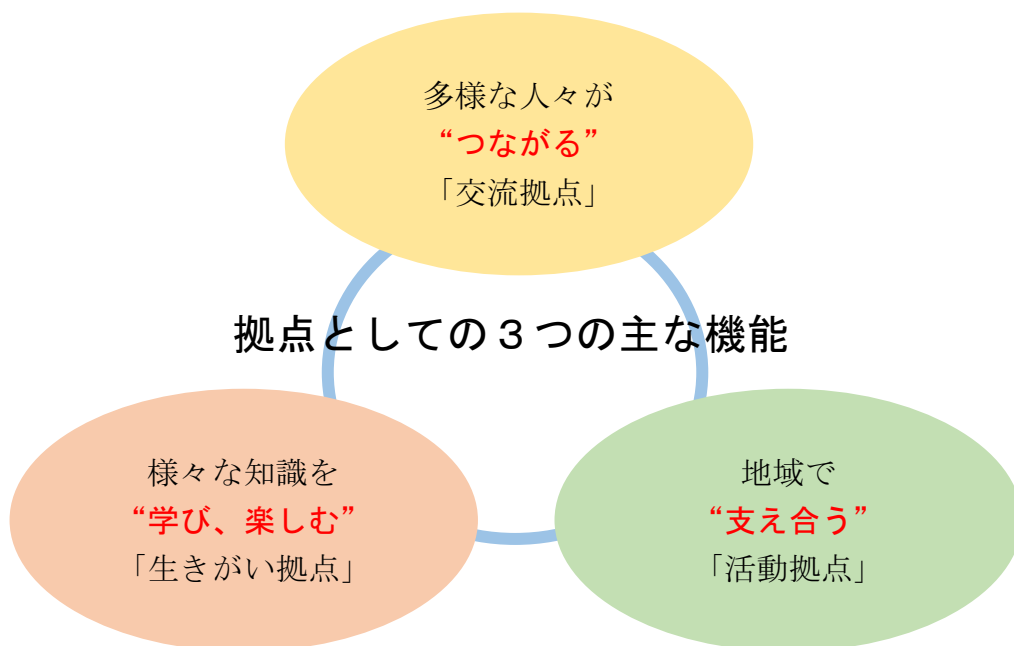 多様な人々が
“つながる”
「交流拠点」
拠点としての３つの主な機能
様々な知識を
“学び、楽しむ”
「生きがい拠点」
地域で
“支え合う”
「活動拠点」